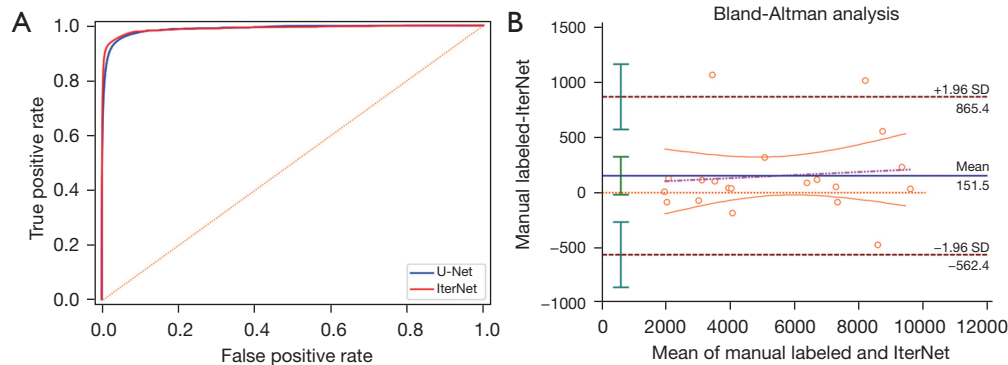 A
True positive rate
1.0
0.8
0.6
0.4
0.2
0.0
0.0 0.2 0.4 0.6 0.8 1.0
False positive rate
U-Net
IterNet
B
Bland-Altman analysis
Manual labeled-IterNet
1500
1000
500
0
−500
−1000
+1.96 SD
865.4
Mean
151.5
−1.96 SD
−562.4
0 2000 4000 6000 8000 10000 12000
Mean of manual labeled and IterNet